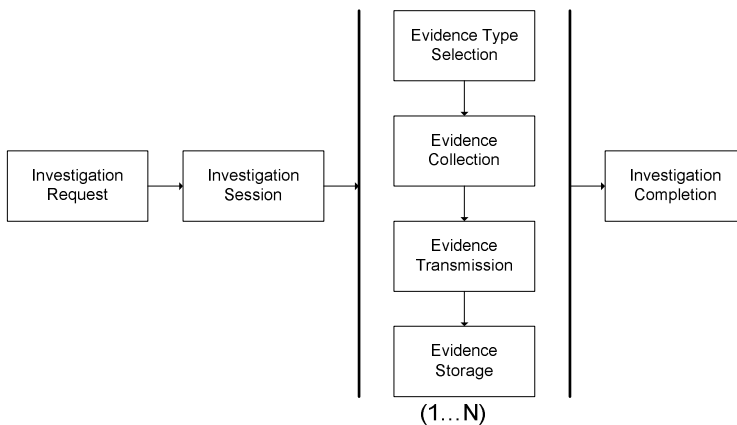 Investigation
Request
Investigation
Session
Evidence Type
Selection
Evidence
Collection
Evidence
Transmission
Evidence
Storage
(1…N)
Investigation
Completion